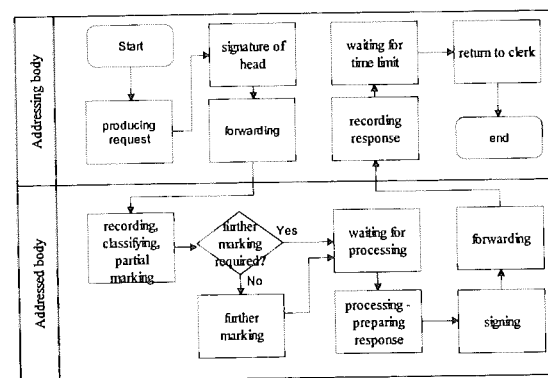 Addressing body
Start
producing
request
signature of
head
forwarding
waiting for
time limit
recording
response
return to clerk
end
Addressed body
recording,
classifying,
partial
marking
further
marking
required?
Yes
No
further
marking
waiting for
processing
processing -
preparing
response
signing
forwarding